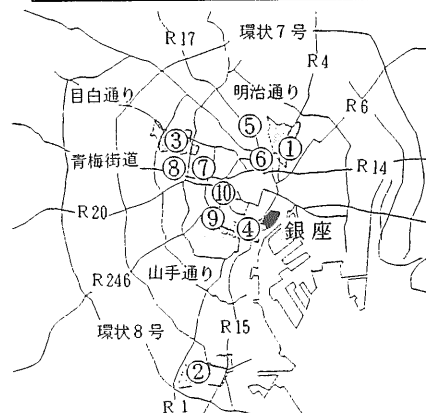 環状7号
R17
R4
目白通り
明治通り
R6
⑤
③
①
⑥
青梅街道
⑧
⑦
R14
⑩
R20
⑨
④
銀座
R246
山手通り
環状8号
R15
②
R1